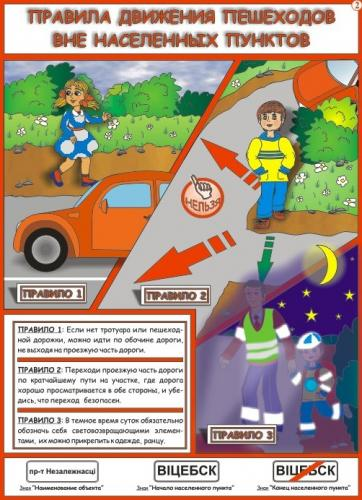 ПРАВИЛА ДВИЖЕНИЯ ПЕШЕХОДОВ
ВНЕ НАСЕЛЕННЫХ ПУНКТОВ
2
НЕЛЬЗЯ
ПРАВИЛО 1
ПРАВИЛО 2
ПРАВИЛО 1: Если нет тротуара или пешеход-
ной дорожки, можно идти по обочине дороги,
не выходя на проезжую часть дороги.
ПРАВИЛО 2: Переходи проезжую часть дороги
по кратчайшему пути на участке, где дорога
хорошо просматривается в обе стороны, и убе-
дись, что переход безопасен.
ПРАВИЛО 3: В темное время суток обязательно
обозначь себя световозвращающими элемен-
тами, их можно прикрепить к одежде, ранцу.
ПРАВИЛО 3
пр-т Незалежнасці
ВІЦЕБСК
ВІЦЕБСК
Знак "Наименование объекта"
Знак "Начало населенного пункта"
Знак "Конец населенного пункта"